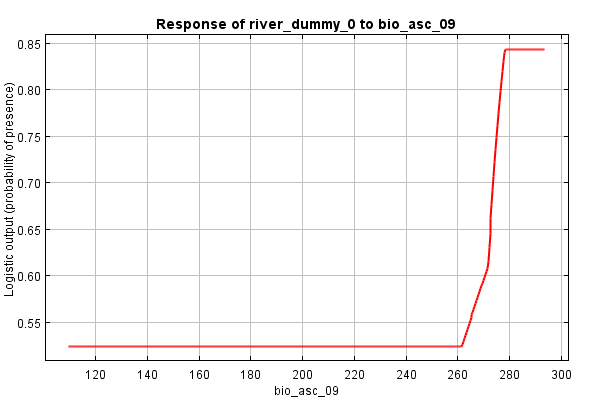 Response of river_dummy_0 to bio_asc_09
Logistic output (probability of presence)
0.85
0.80
0.75
0.70
0.65
0.60
0.55
120 140 160 180 200 220 240 260 280 300
bio_asc_09